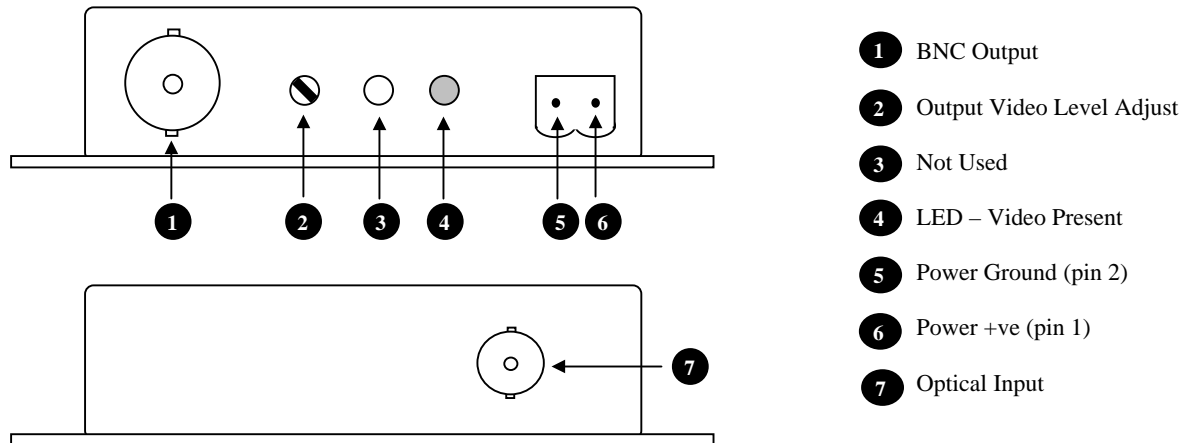 1 BNC Output
2 Output Video Level Adjust
3 Not Used
4 LED – Video Present
5 Power Ground (pin 2)
6 Power +ve (pin 1)
7 Optical Input
1 2 3 4 5 6
7